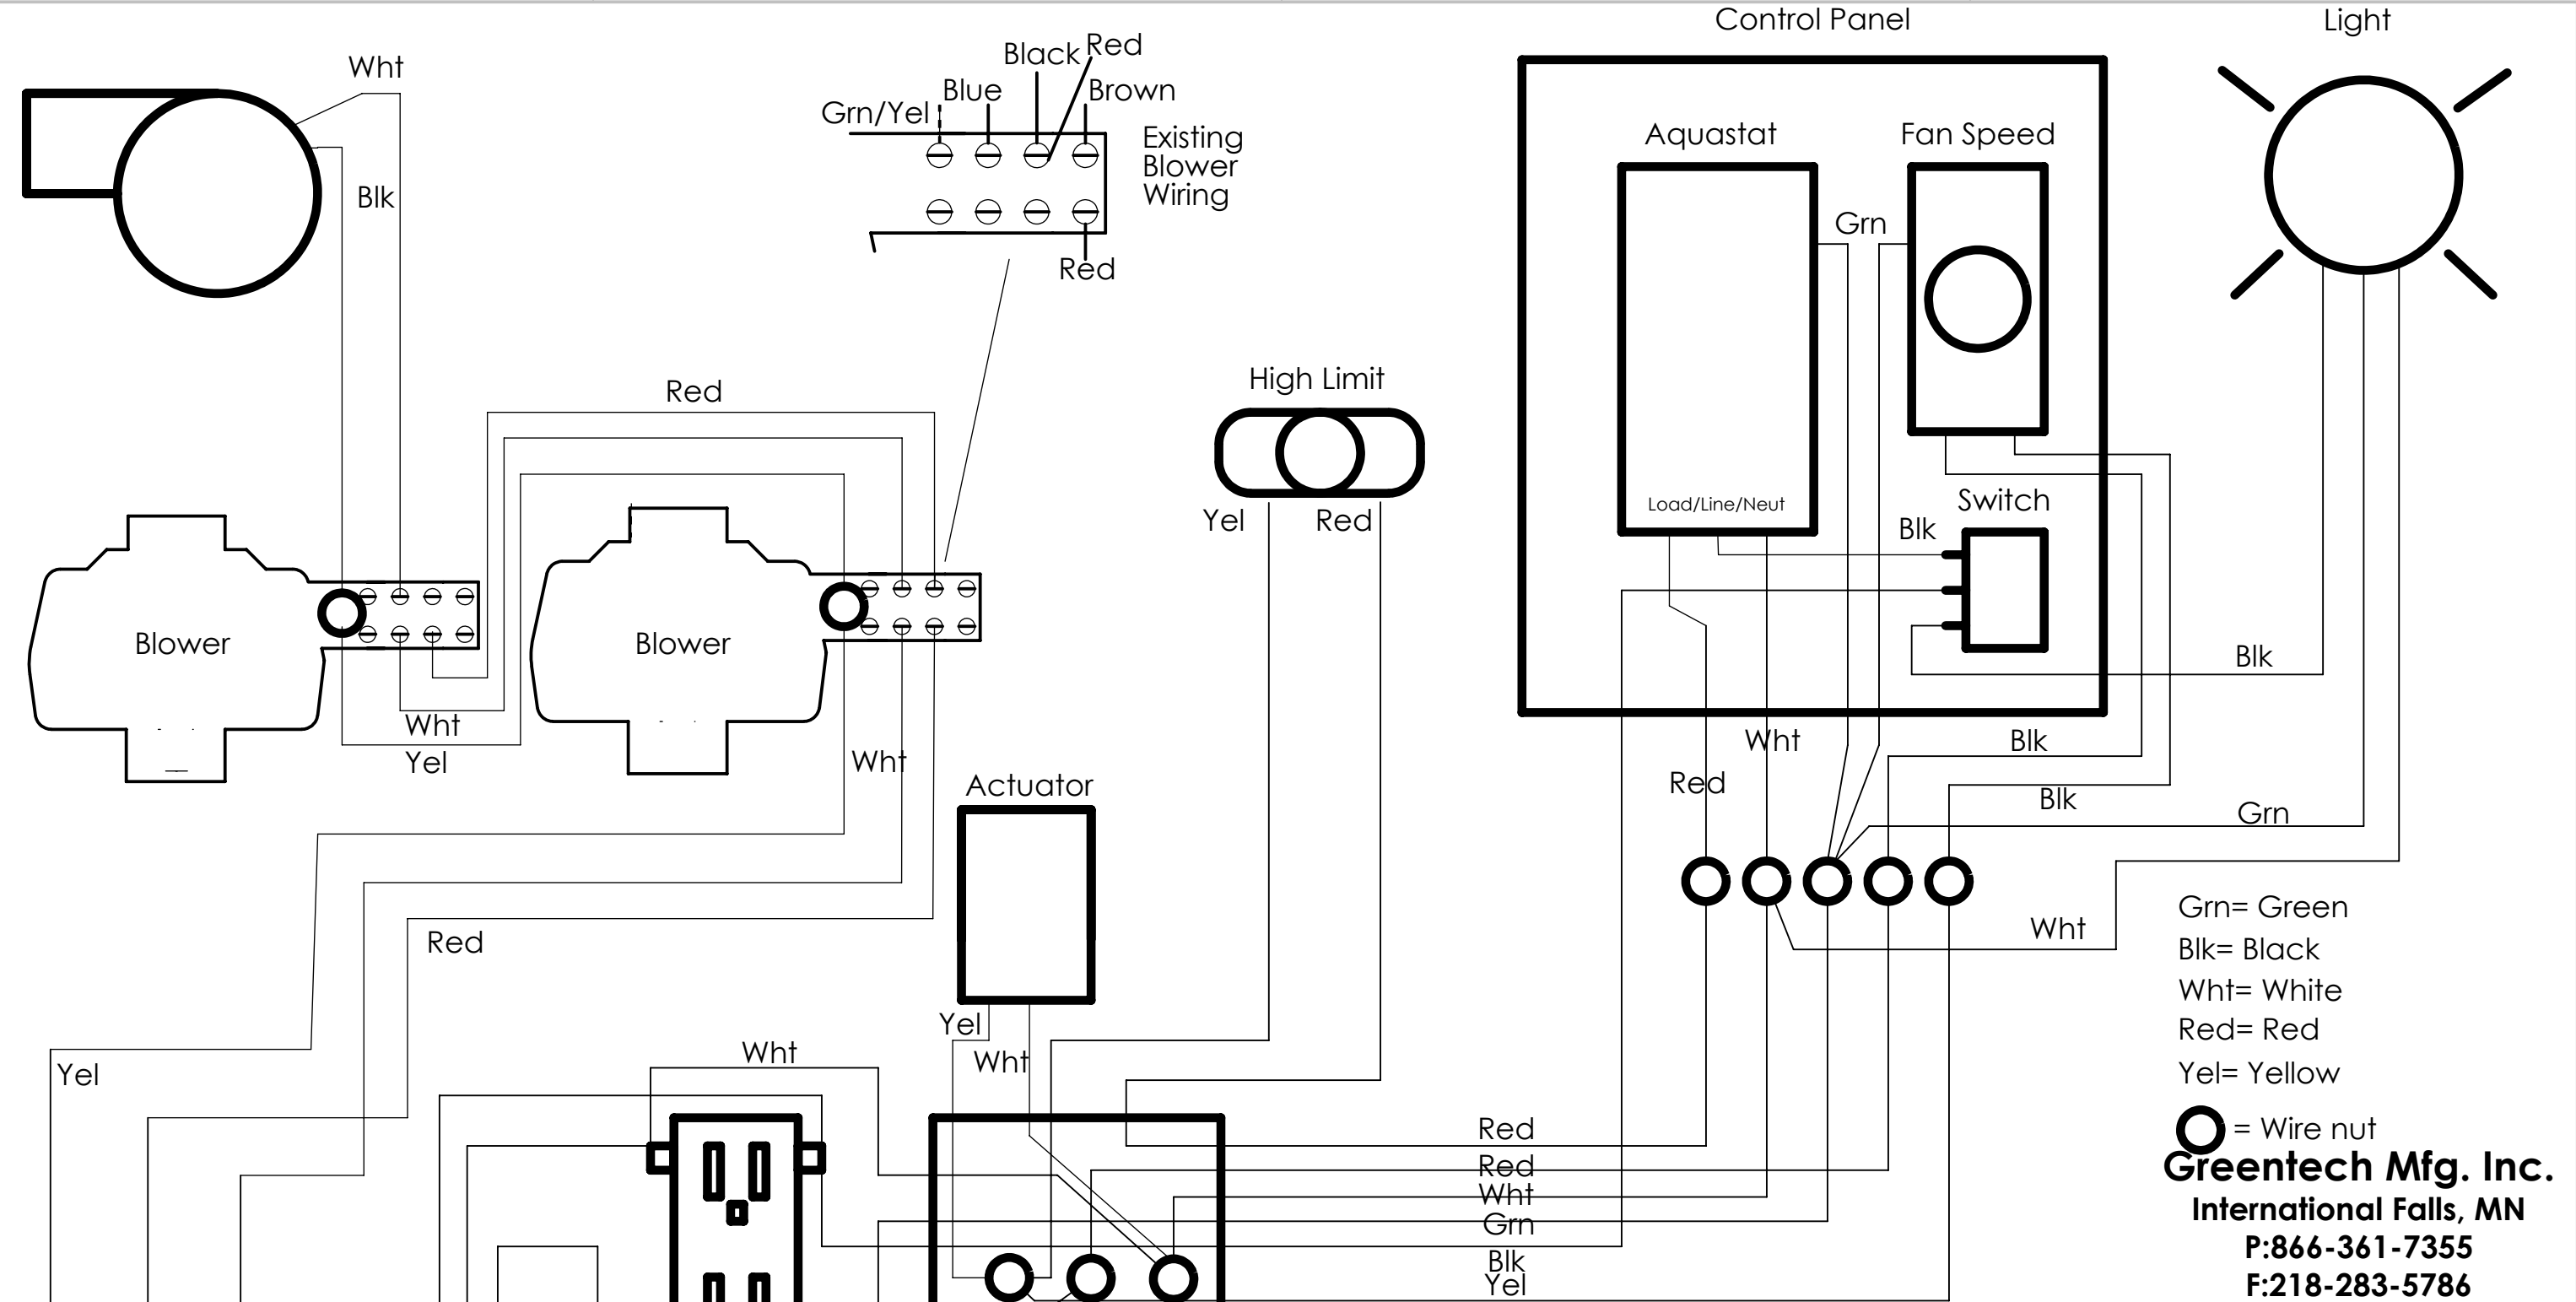 Control Panel
Light
Wht
Black
Red
Blue
Brown
Grn/Yel
Existing
Blower
Wiring
Aquastat
Fan Speed
Blk
Grn
Red
High Limit
Red
Load/Line/Neut
Switch
Yel
Red
Blk
Blower
Blower
Blk
Wht
Yel
Wht
Wht
Blk
Red
Actuator
Blk
Grn
Grn= Green
Wht
Red
Blk= Black
Wht= White
Yel
Red= Red
Wht
Wht
Yel
Yel= Yellow
Red
= Wire nut
Red
Greentech Mfg. Inc.
Wht
International Falls, MN
Grn
P:866-361-7355
Blk
Yel
F:218-283-5786